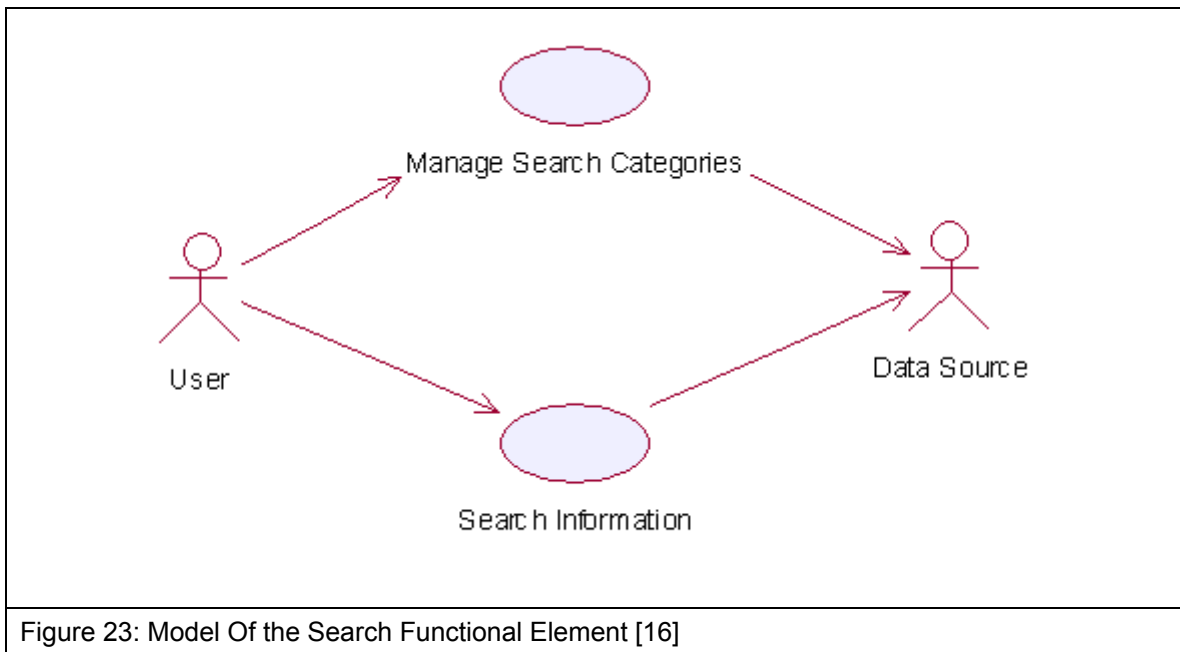 Manage Search Categories
User
Data Source
Search Information
Figure 23: Model Of the Search Functional Element [16]